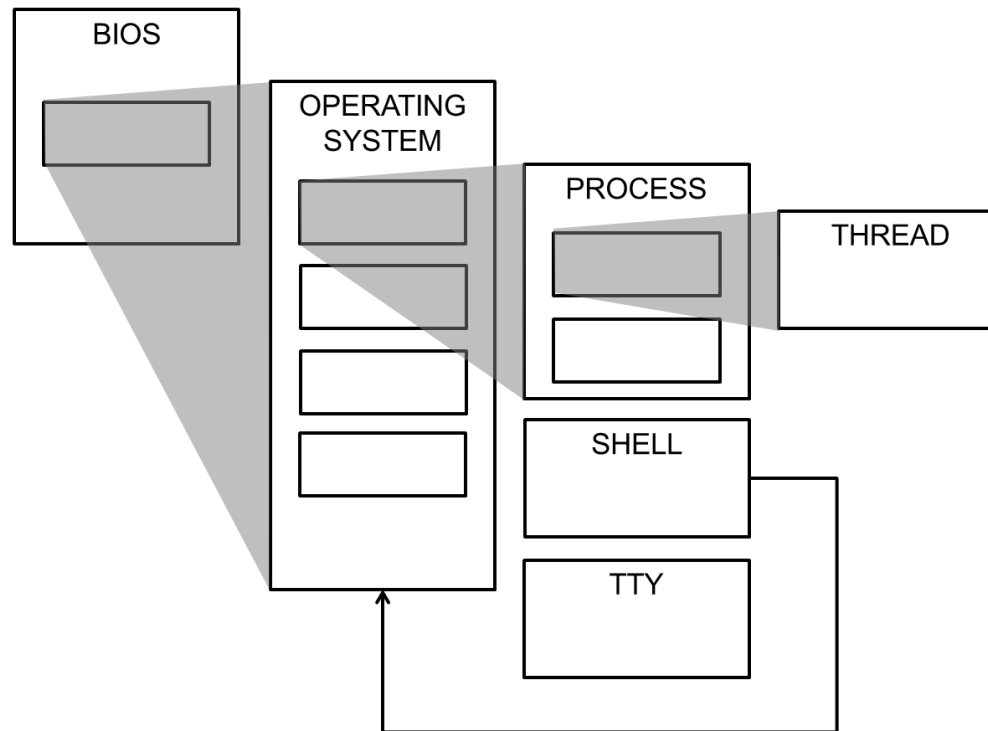 BIOS
OPERATING
SYSTEM
PROCESS
THREAD
SHELL
TTY